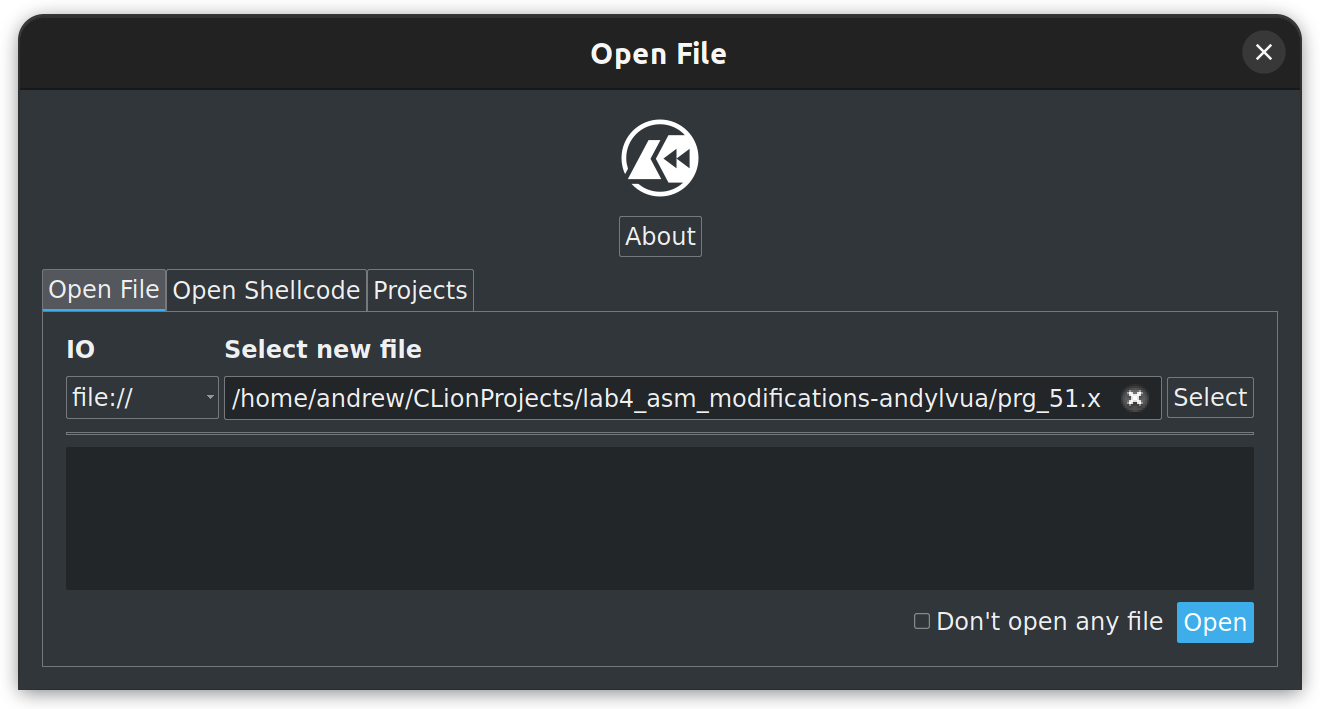 Open File
About
Open File Open Shellcode Projects
IO Select new file
file:// /home/andrew/CLionProjects/lab4_asm_modifications-andylvua/prg_51.x Select
Don't open any file Open